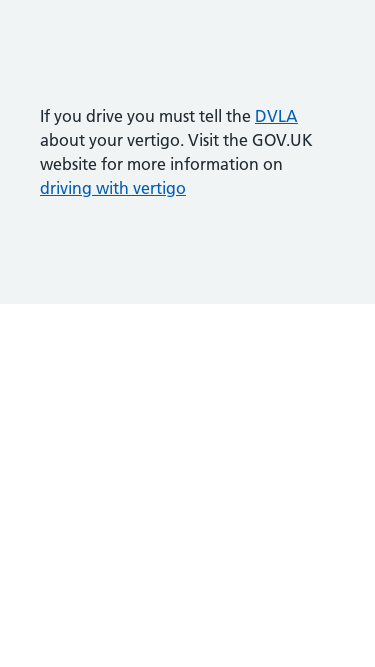 If you drive you must tell the DVLA
about your vertigo. Visit the GOV.UK
website for more information on
driving with vertigo